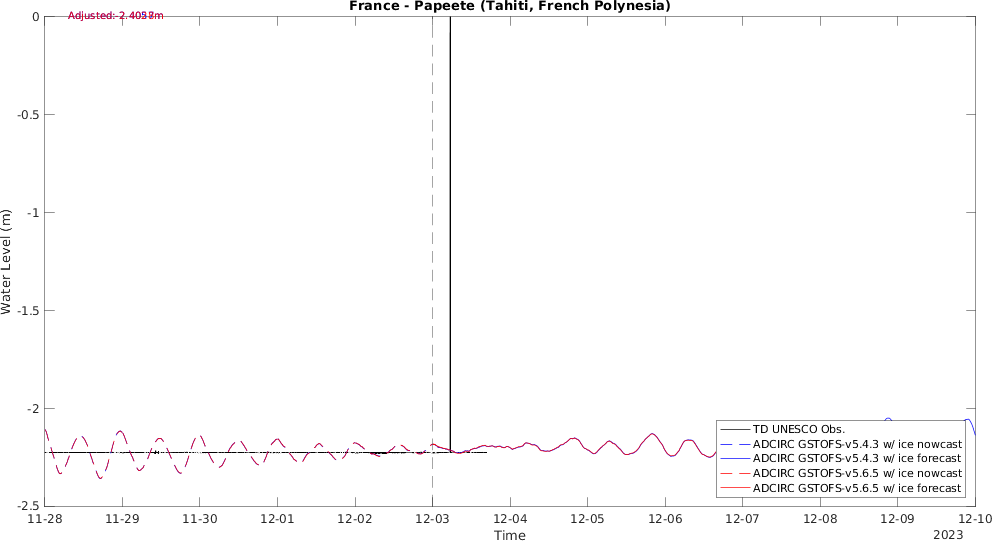 France - Papeete (Tahiti, French Polynesia)
Adjusted:
0
-0.5
-1
-1.5
-2
-2.5
Water Level (m)
TD UNESCO Obs.
ADCIRC GSTOFS-v5.4.3 w/ ice nowcast
ADCIRC GSTOFS-v5.4.3 w/ ice forecast
ADCIRC GSTOFS-v5.6.5 w/ ice nowcast
ADCIRC GSTOFS-v5.6.5 w/ ice forecast
11-28 11-29 11-30 12-01 12-02 12-03 12-04 12-05 12-06 12-07 12-08 12-09 12-10
Time
2023